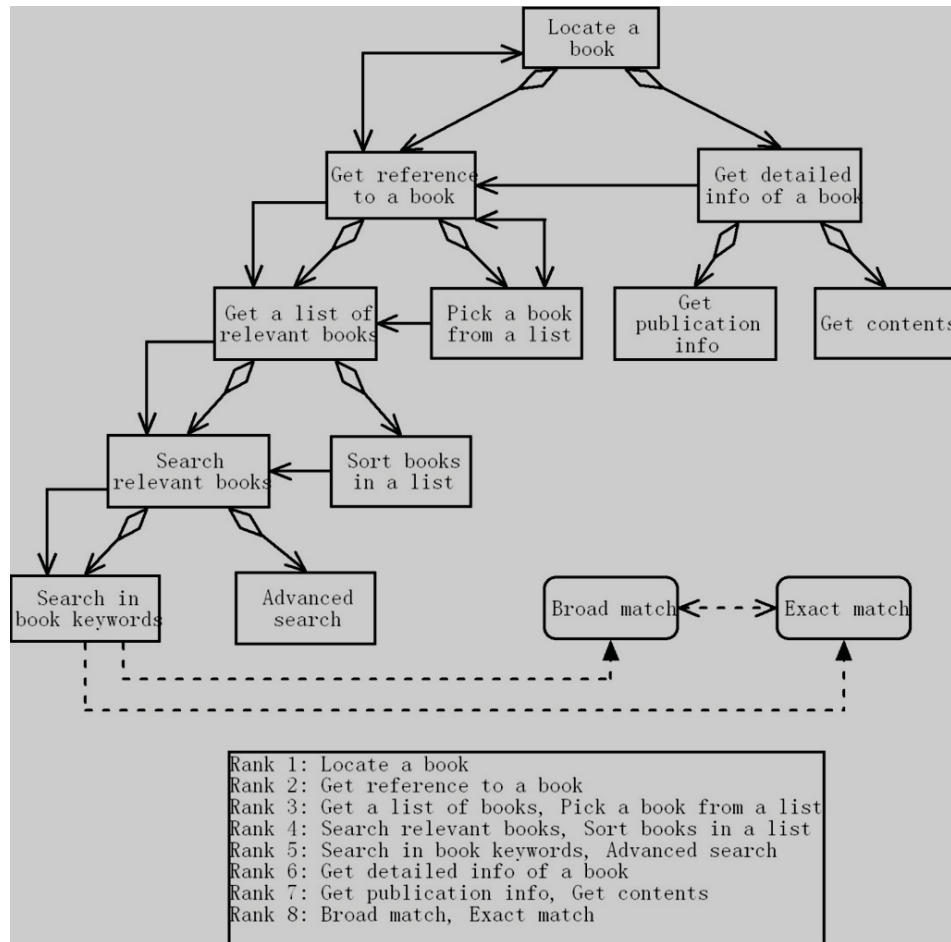 Locate a
book
Get reference
to a book
Get detailed
info of a book
Get a list of
relevant books
Pick a book
from a list
Get
publication
info
Get contents
Search
relevant books
Sort books
in a list
Search in
book keywords
Advanced
search
Broad match
Exact match
Rank 1: Locate a book
Rank 2: Get reference to a book
Rank 3: Get a list of books, Pick a book from a list
Rank 4: Search relevant books, Sort books in a list
Rank 5: Search in book keywords, Advanced search
Rank 6: Get detailed info of a book
Rank 7: Get publication info, Get contents
Rank 8: Broad match, Exact match